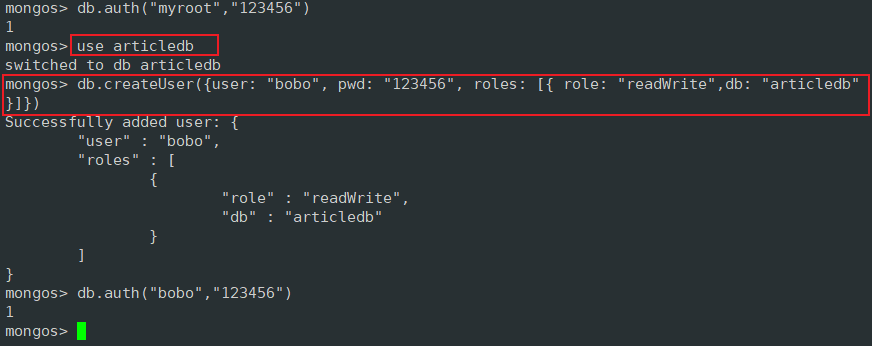 mongos> db.auth("myroot","123456")
1
mongos> use articledb
switched to db articledb
mongos> db.createUser({user: "bobo", pwd: "123456", roles: [{ role: "readWrite",db: "articledb"
}]})
Successfully added user: {
        "user" : "bobo",
        "roles" : [
                {
                        "role" : "readWrite",
                        "db" : "articledb"
                }
        ]
}
mongos> db.auth("bobo","123456")
1
mongos>